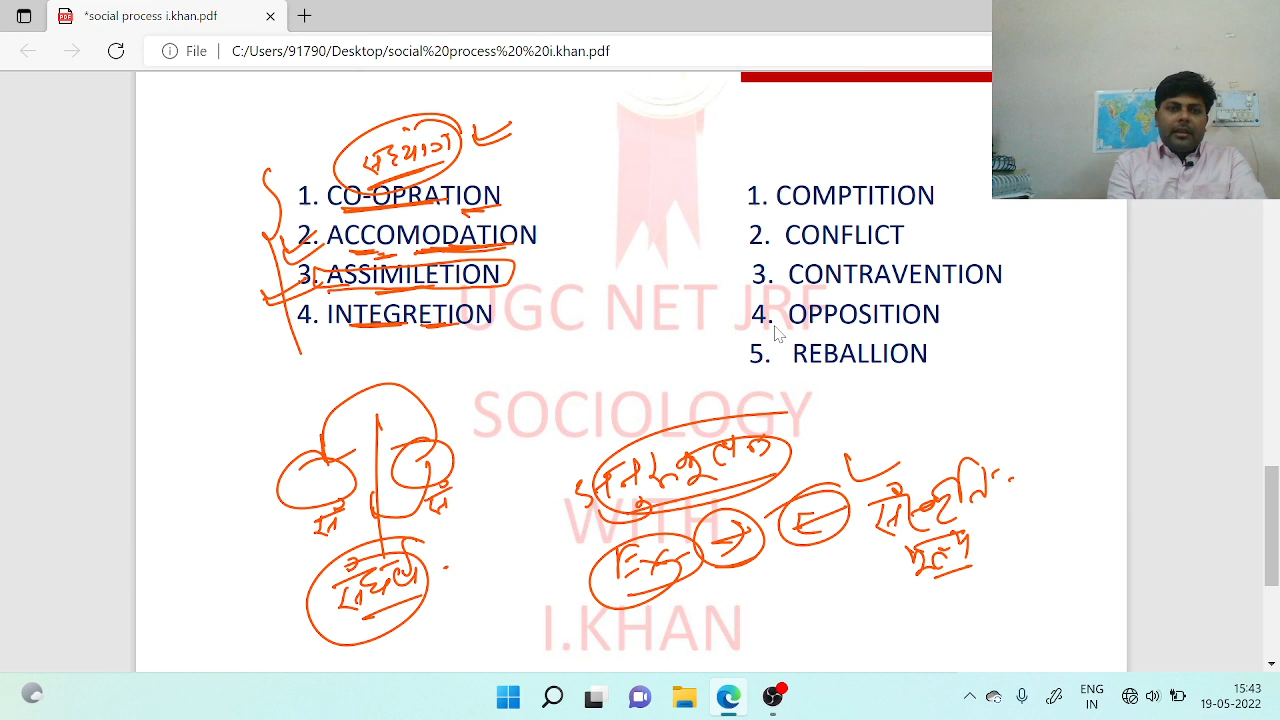 *social process i.khan.pdf
File C:/Users/91790/Desktop/social%20process%20%20i.khan.pdf
सहयोग
1. CO-OPRATION
2. ACCOMODATION
3. ASSIMILETION
4. INTEGRETION
1. COMPTITION
2. CONFLICT
3. CONTRAVENTION
4. OPPOSITION
5. REBALLION
UGC NET JRF
SOCIOLOGY
WITH
I.KHAN
सं
सं
संघर्ष
ENG
IN
15:43
19-05-2022